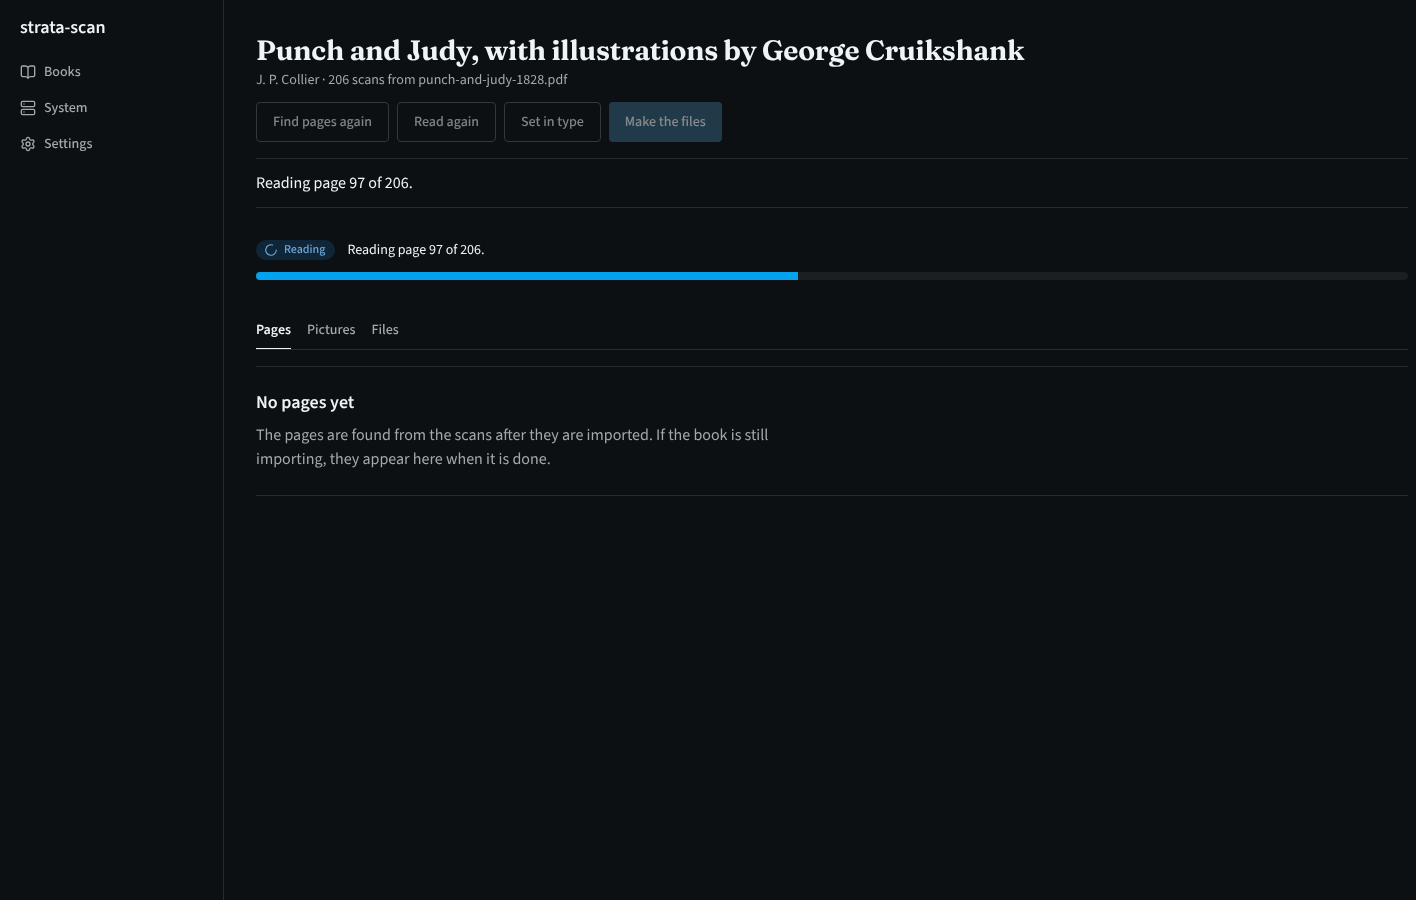 strata-scan
Books
System
Settings
Punch and Judy, with illustrations by George Cruikshank
J. P. Collier · 206 scans from punch-and-judy-1828.pdf
Find pages again
Read again
Set in type
Make the files
Reading page 97 of 206.
Reading
Reading page 97 of 206.
Pages
Pictures
Files
No pages yet
The pages are found from the scans after they are imported. If the book is still
importing, they appear here when it is done.